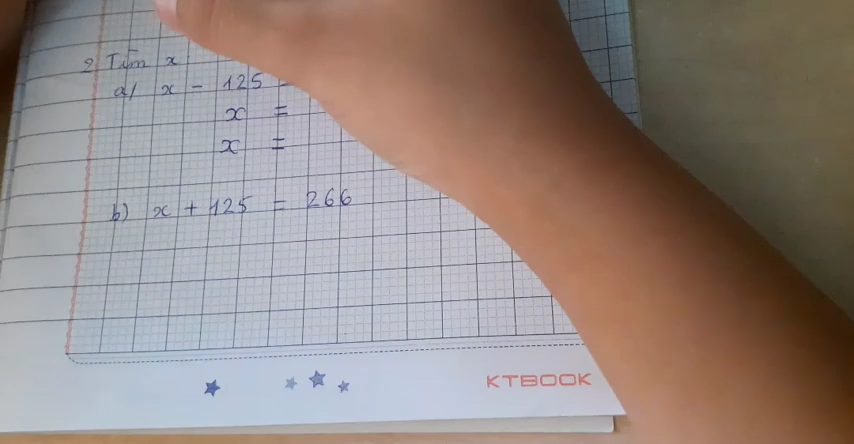 2. Tìm x
a/ x - 125 =
x =
x =
b) x + 125 = 266
KTBOOK